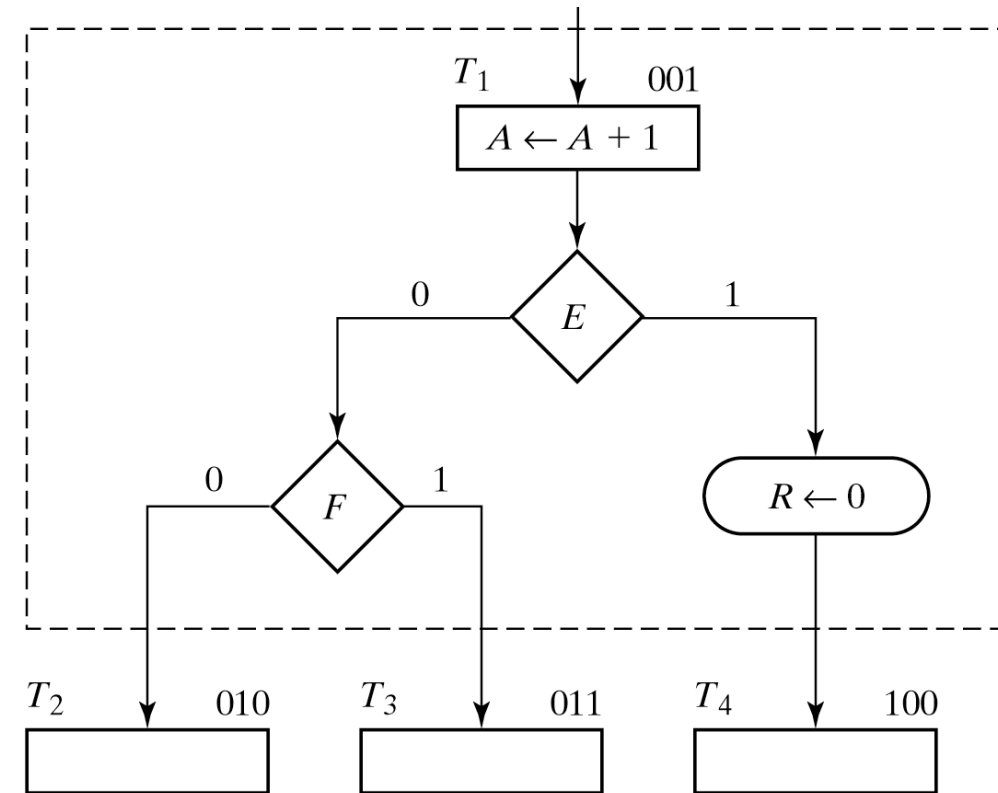 T₁ 001
A ← A + 1
0 E 1
0 F 1 R ← 0
T₂ 010 T₃ 011 T₄ 100